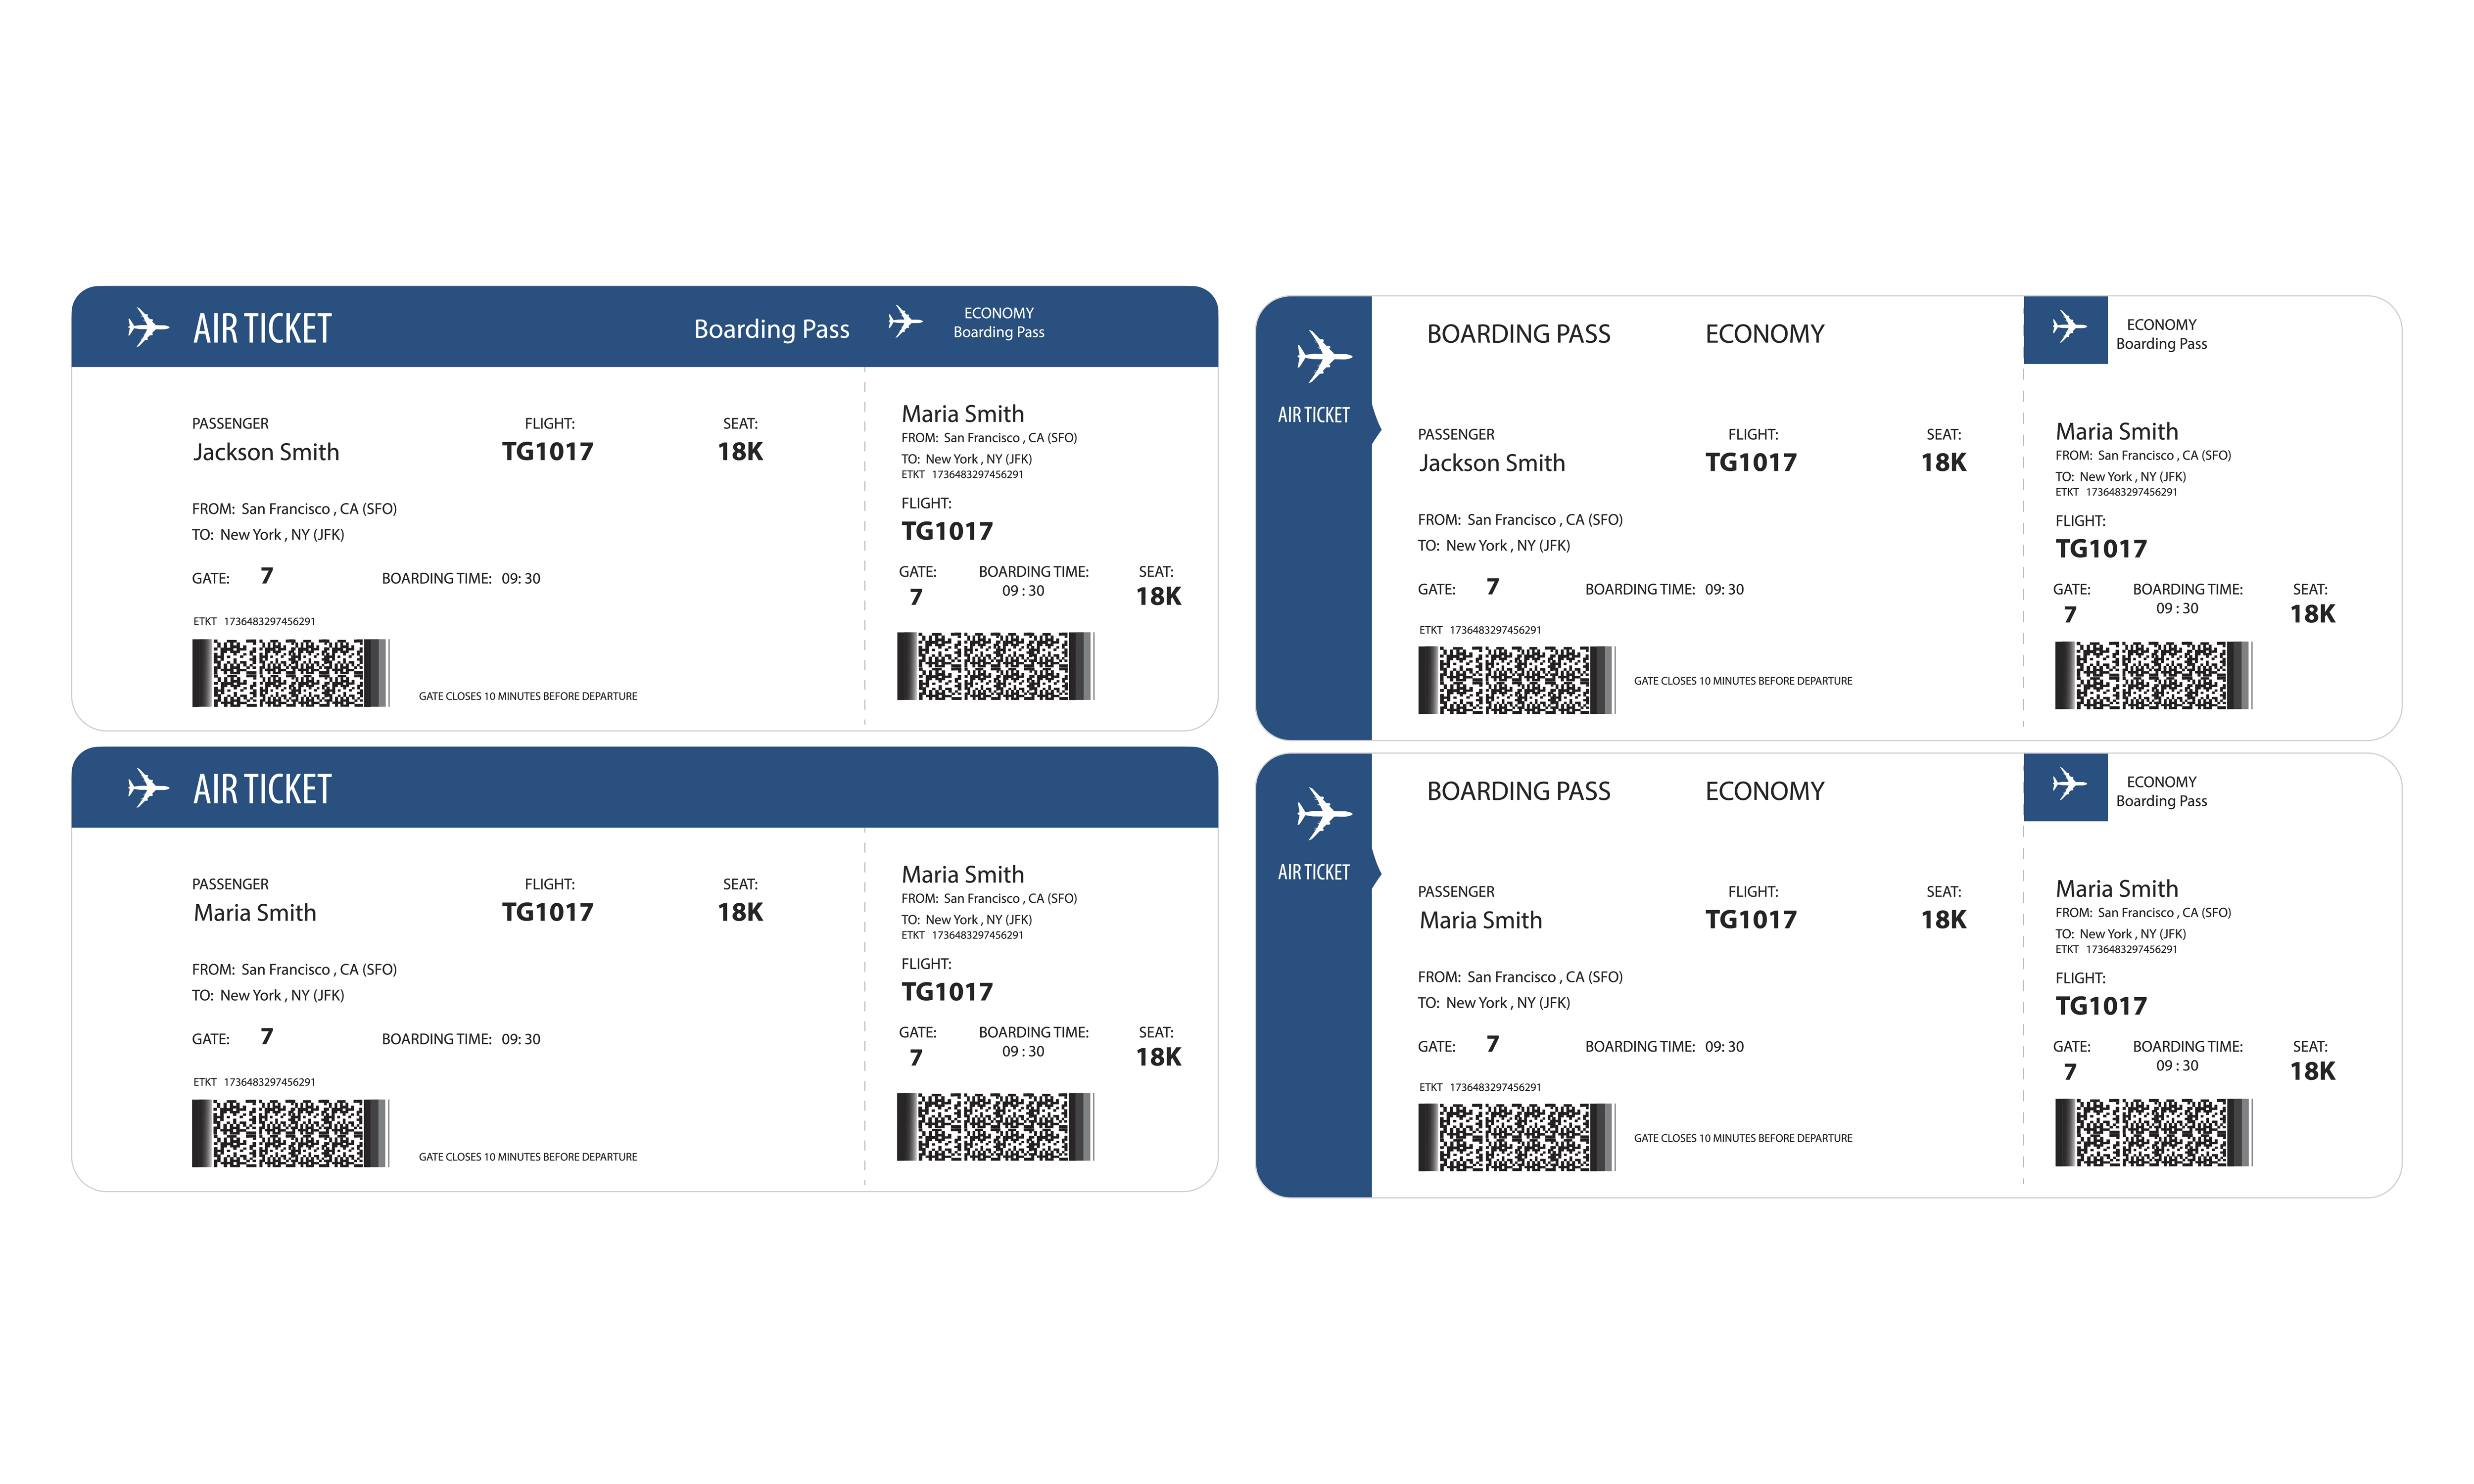 AIR TICKET
Boarding Pass
ECONOMY
Boarding Pass
PASSENGER FLIGHT: SEAT:
Jackson Smith TG1017 18K
FROM: San Francisco , CA (SFO)
TO: New York , NY (JFK)
GATE: 7 BOARDING TIME: 09: 30
ETKT 1736483297456291
GATE CLOSES 10 MINUTES BEFORE DEPARTURE
Maria Smith
FROM: San Francisco , CA (SFO)
TO: New York , NY (JFK)
ETKT 1736483297456291
FLIGHT:
TG1017
GATE: BOARDING TIME: SEAT:
7 09 : 30 18K
AIR TICKET
BOARDING PASS ECONOMY
PASSENGER FLIGHT: SEAT:
Jackson Smith TG1017 18K
FROM: San Francisco , CA (SFO)
TO: New York , NY (JFK)
GATE: 7 BOARDING TIME: 09: 30
ETKT 1736483297456291
GATE CLOSES 10 MINUTES BEFORE DEPARTURE
ECONOMY
Boarding Pass
Maria Smith
FROM: San Francisco , CA (SFO)
TO: New York , NY (JFK)
ETKT 1736483297456291
FLIGHT:
TG1017
GATE: BOARDING TIME: SEAT:
7 09 : 30 18K
AIR TICKET
PASSENGER FLIGHT: SEAT:
Maria Smith TG1017 18K
FROM: San Francisco , CA (SFO)
TO: New York , NY (JFK)
GATE: 7 BOARDING TIME: 09: 30
ETKT 1736483297456291
GATE CLOSES 10 MINUTES BEFORE DEPARTURE
Maria Smith
FROM: San Francisco , CA (SFO)
TO: New York , NY (JFK)
ETKT 1736483297456291
FLIGHT:
TG1017
GATE: BOARDING TIME: SEAT:
7 09 : 30 18K
AIR TICKET
BOARDING PASS ECONOMY
PASSENGER FLIGHT: SEAT:
Maria Smith TG1017 18K
FROM: San Francisco , CA (SFO)
TO: New York , NY (JFK)
GATE: 7 BOARDING TIME: 09: 30
ETKT 1736483297456291
GATE CLOSES 10 MINUTES BEFORE DEPARTURE
ECONOMY
Boarding Pass
Maria Smith
FROM: San Francisco , CA (SFO)
TO: New York , NY (JFK)
ETKT 1736483297456291
FLIGHT:
TG1017
GATE: BOARDING TIME: SEAT:
7 09 : 30 18K